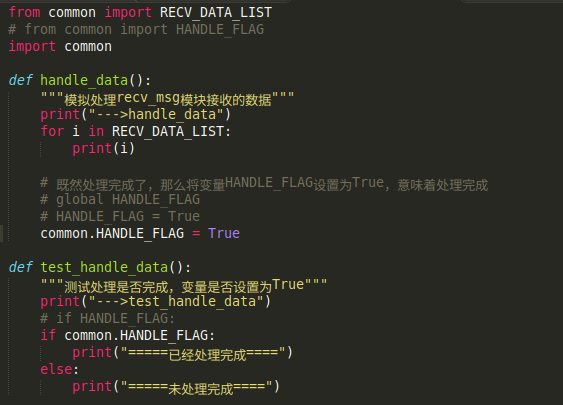 from common import RECV_DATA_LIST
# from common import HANDLE_FLAG
import common
def handle_data():
"""模拟处理recv_msg模块接收的数据"""
print("--->handle_data")
for i in RECV_DATA_LIST:
print(i)
# 既然处理完成了，那么将变量HANDLE_FLAG设置为True，意味着处理完成
# global HANDLE_FLAG
# HANDLE_FLAG = True
common.HANDLE_FLAG = True
def test_handle_data():
"""测试处理是否完成，变量是否设置为True"""
print("--->test_handle_data")
# if HANDLE_FLAG:
if common.HANDLE_FLAG:
print("=====已经处理完成====")
else:
print("=====未处理完成====")